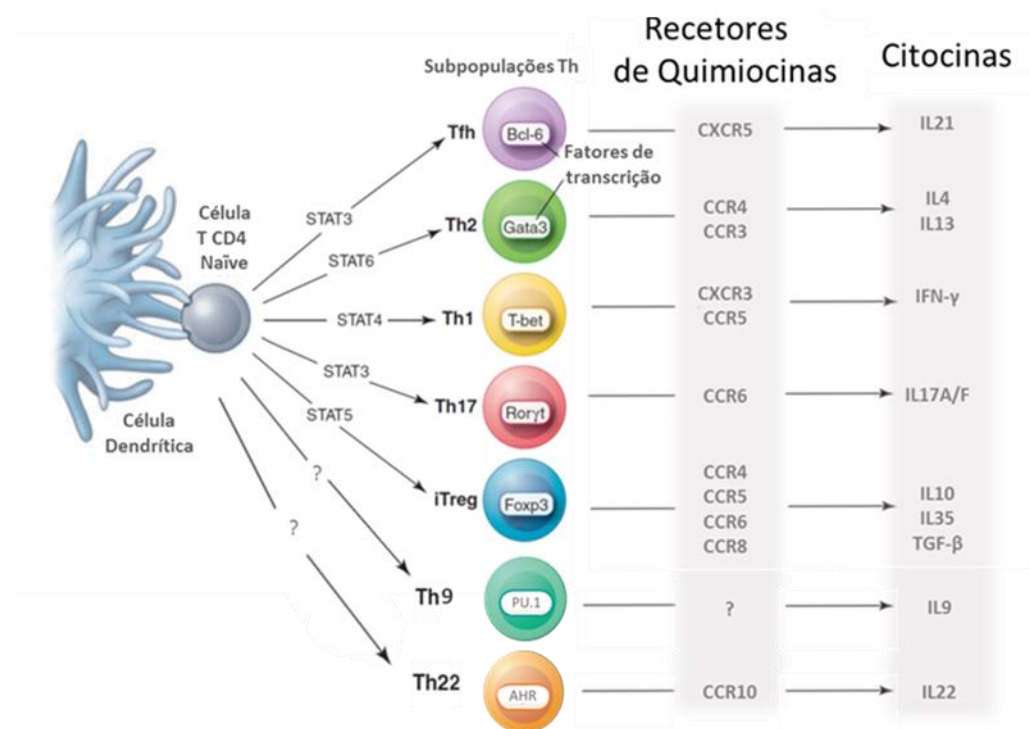 Recetores
de Quimiocinas
Citocinas
Subpopulações Th
Célula
T CD4
Naïve
Célula
Dendrítica
STAT3
Tfh
Bcl-6
Fatores de
transcrição
CXCR5
IL21
STAT6
Th2
Gata3
CCR4
CCR3
IL4
IL13
STAT4
Th1
T-bet
CXCR3
CCR5
IFN-γ
STAT3
Th17
Rorγt
CCR6
IL17A/F
STAT5
iTreg
Foxp3
CCR4
CCR5
CCR6
CCR8
IL10
IL35
TGF-β
?
Th9
PU.1
?
IL9
?
Th22
AHR
CCR10
IL22